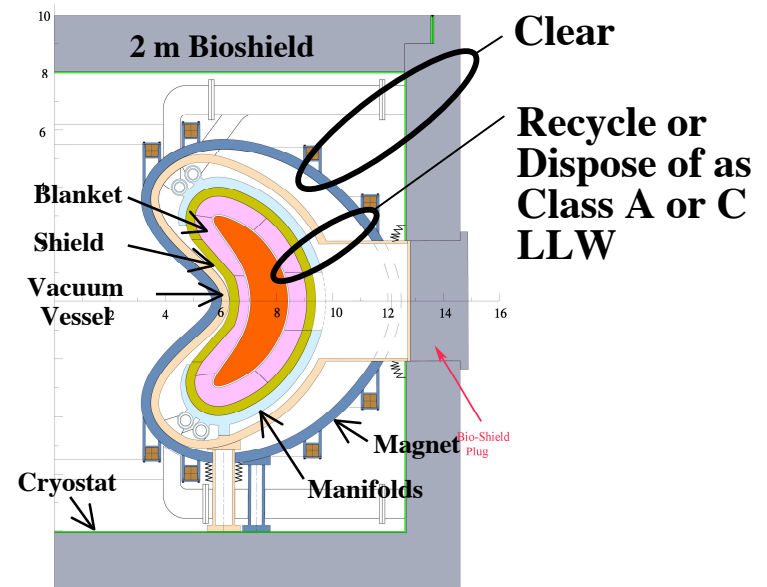 10
2 m Bioshield
Clear
8
6
Recycle or
Dispose of as
Class A or C
LLW
4
Blanket
Shield
Vacuum
Vessel
2
4
6
8
10
12
14
16
Magnet
Bio-Shield
Plug
Manifolds
Cryostat